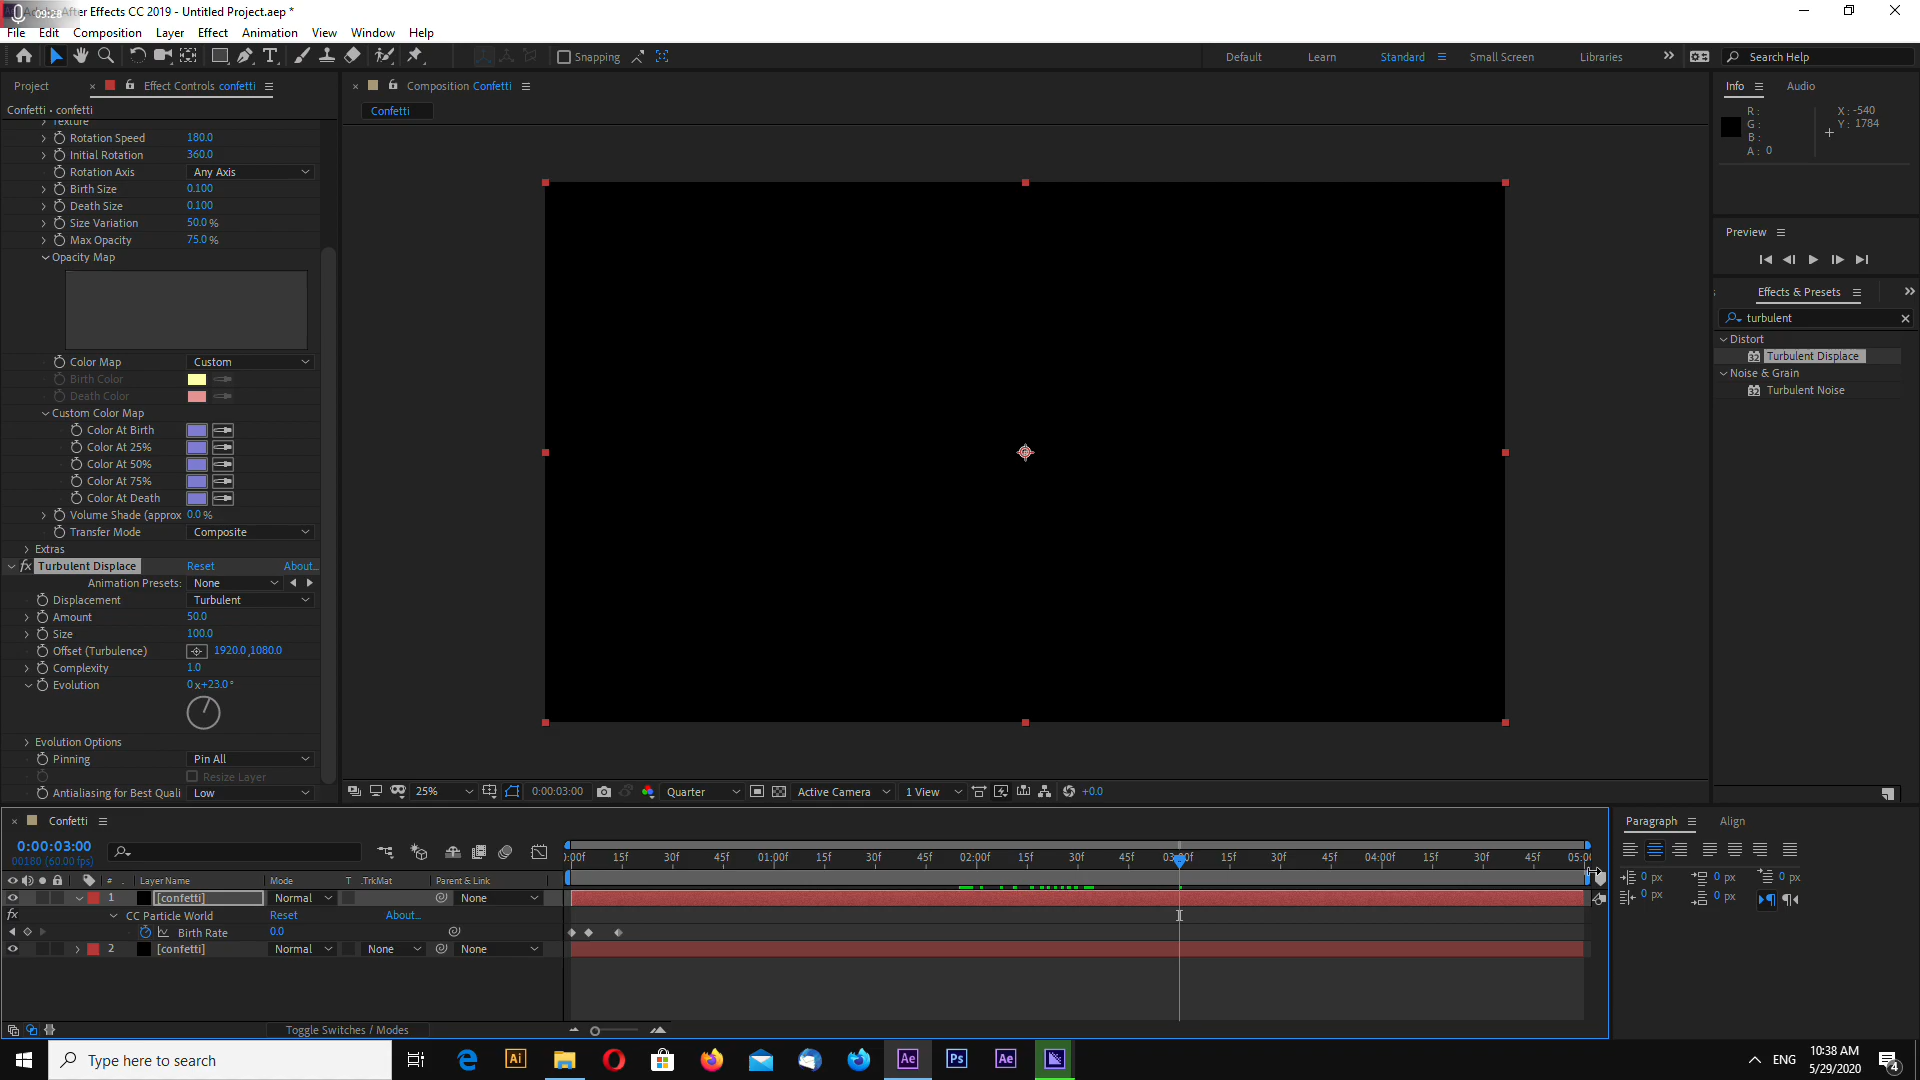 09:28
After Effects CC 2019 - Untitled Project.aep *
File Edit Composition Layer Effect Animation View Window Help
Snapping
Default Learn Standard Small Screen Libraries
Search Help
Project
Effect Controls confetti
Composition Confetti
Confetti
Confetti • confetti
Texture
Rotation Speed 180.0
Initial Rotation 360.0
Rotation Axis Any Axis
Birth Size 0.100
Death Size 0.100
Size Variation 50.0 %
Max Opacity 75.0 %
Opacity Map
Color Map Custom
Birth Color
Death Color
Custom Color Map
Color At Birth
Color At 25%
Color At 50%
Color At 75%
Color At Death
Volume Shade (approx 0.0 %
Transfer Mode Composite
Extras
fx Turbulent Displace Reset About...
Animation Presets: None
Displacement Turbulent
Amount 50.0
Size 100.0
Offset (Turbulence) 1920.0,1080.0
Complexity 1.0
Evolution 0x+23.0°
Evolution Options
Pinning Pin All
Resize Layer
Antialiasing for Best Quali Low
25% 0:00:03:00 Quarter Active Camera 1 View +0.0
Info Audio
R :
G :
B :
A : 0
X : -540
Y : 1784
Preview
Effects & Presets
turbulent
Distort
32 Turbulent Displace
Noise & Grain
32 Turbulent Noise
Confetti
0:00:03:00
00180 (60.00 fps)
:00f 15f 30f 45f 01:00f 15f 30f 45f 02:00f 15f 30f 45f 03:00f 15f 30f 45f 04:00f 15f 30f 45f 05:0
# Layer Name Mode T .TrkMat Parent & Link
1 [confetti] Normal None
fx CC Particle World Reset About...
Birth Rate 0.0
2 [confetti] Normal None None
Toggle Switches / Modes
Paragraph Align
0 px 0 px 0 px
0 px 0 px
Type here to search
Ai Ae Ps Ae
ENG
10:38 AM
5/29/2020
4